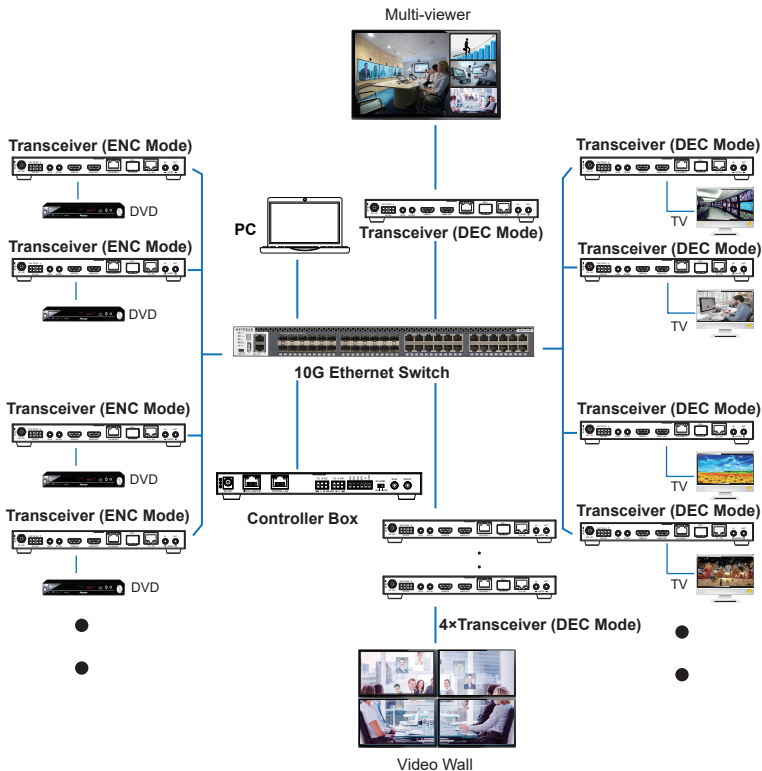 Multi-viewer
Transceiver (ENC Mode)
DVD
Transceiver (ENC Mode)
DVD
PC
Transceiver (DEC Mode)
Transceiver (DEC Mode)
TV
Transceiver (DEC Mode)
TV
NETGEAR
10G Ethernet Switch
Transceiver (ENC Mode)
DVD
Transceiver (ENC Mode)
DVD
Controller Box
Transceiver (DEC Mode)
TV
Transceiver (DEC Mode)
TV
4×Transceiver (DEC Mode)
Video Wall